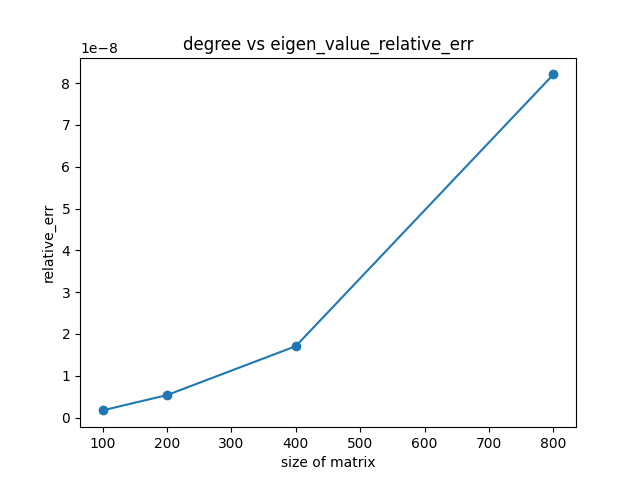 degree vs eigen_value_relative_err
1e−8
8
7
6
5
4
3
2
1
0
relative_err
100 200 300 400 500 600 700 800
size of matrix